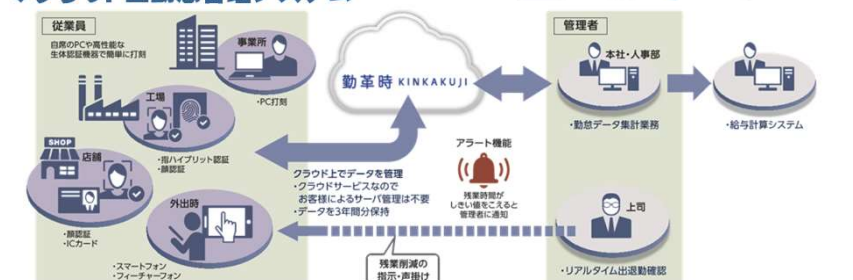 従業員
自席のPCや高性能な
生体認証機器で簡単に打刻
事業所
・PC打刻
工場
・指ハイブリット認証
・顔認証
SHOP
店舗
・顔認証
・ICカード
外出時
・スマートフォン
・フィーチャーフォン
勤革時 KINKAKUJI
クラウド上でデータを管理
・クラウドサービスなので
お客様によるサーバ管理は不要
・データを3年間分保持
アラート機能
残業時間が
しきい値をこえると
管理者に通知
残業削減の
指示・声掛け
管理者
本社・人事部
・勤怠データ集計業務
・給与計算システム
上司
・リアルタイム出退勤確認